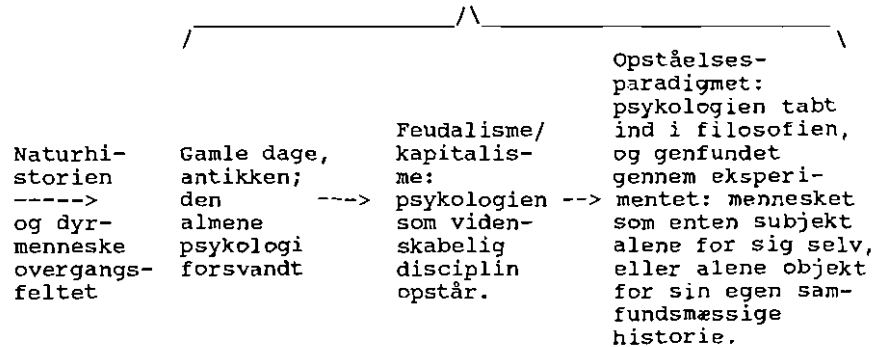 Opståelses-
paradigmet:
psykologien tabt
Feudalisme/ ind i filosofien,
Naturhi- Gamle dage, kapitalis- og genfundet
storien antikken; me: gennem eksperi-
-----> den ---> psykologien --> mentet: mennesket
og dyr- almene som viden- som enten subjekt
menneske psykologi skabelig alene for sig selv,
overgangs- forsvandt disciplin eller alene objekt
feltet opstår. for sin egen sam-
fundsmæssige
historie.